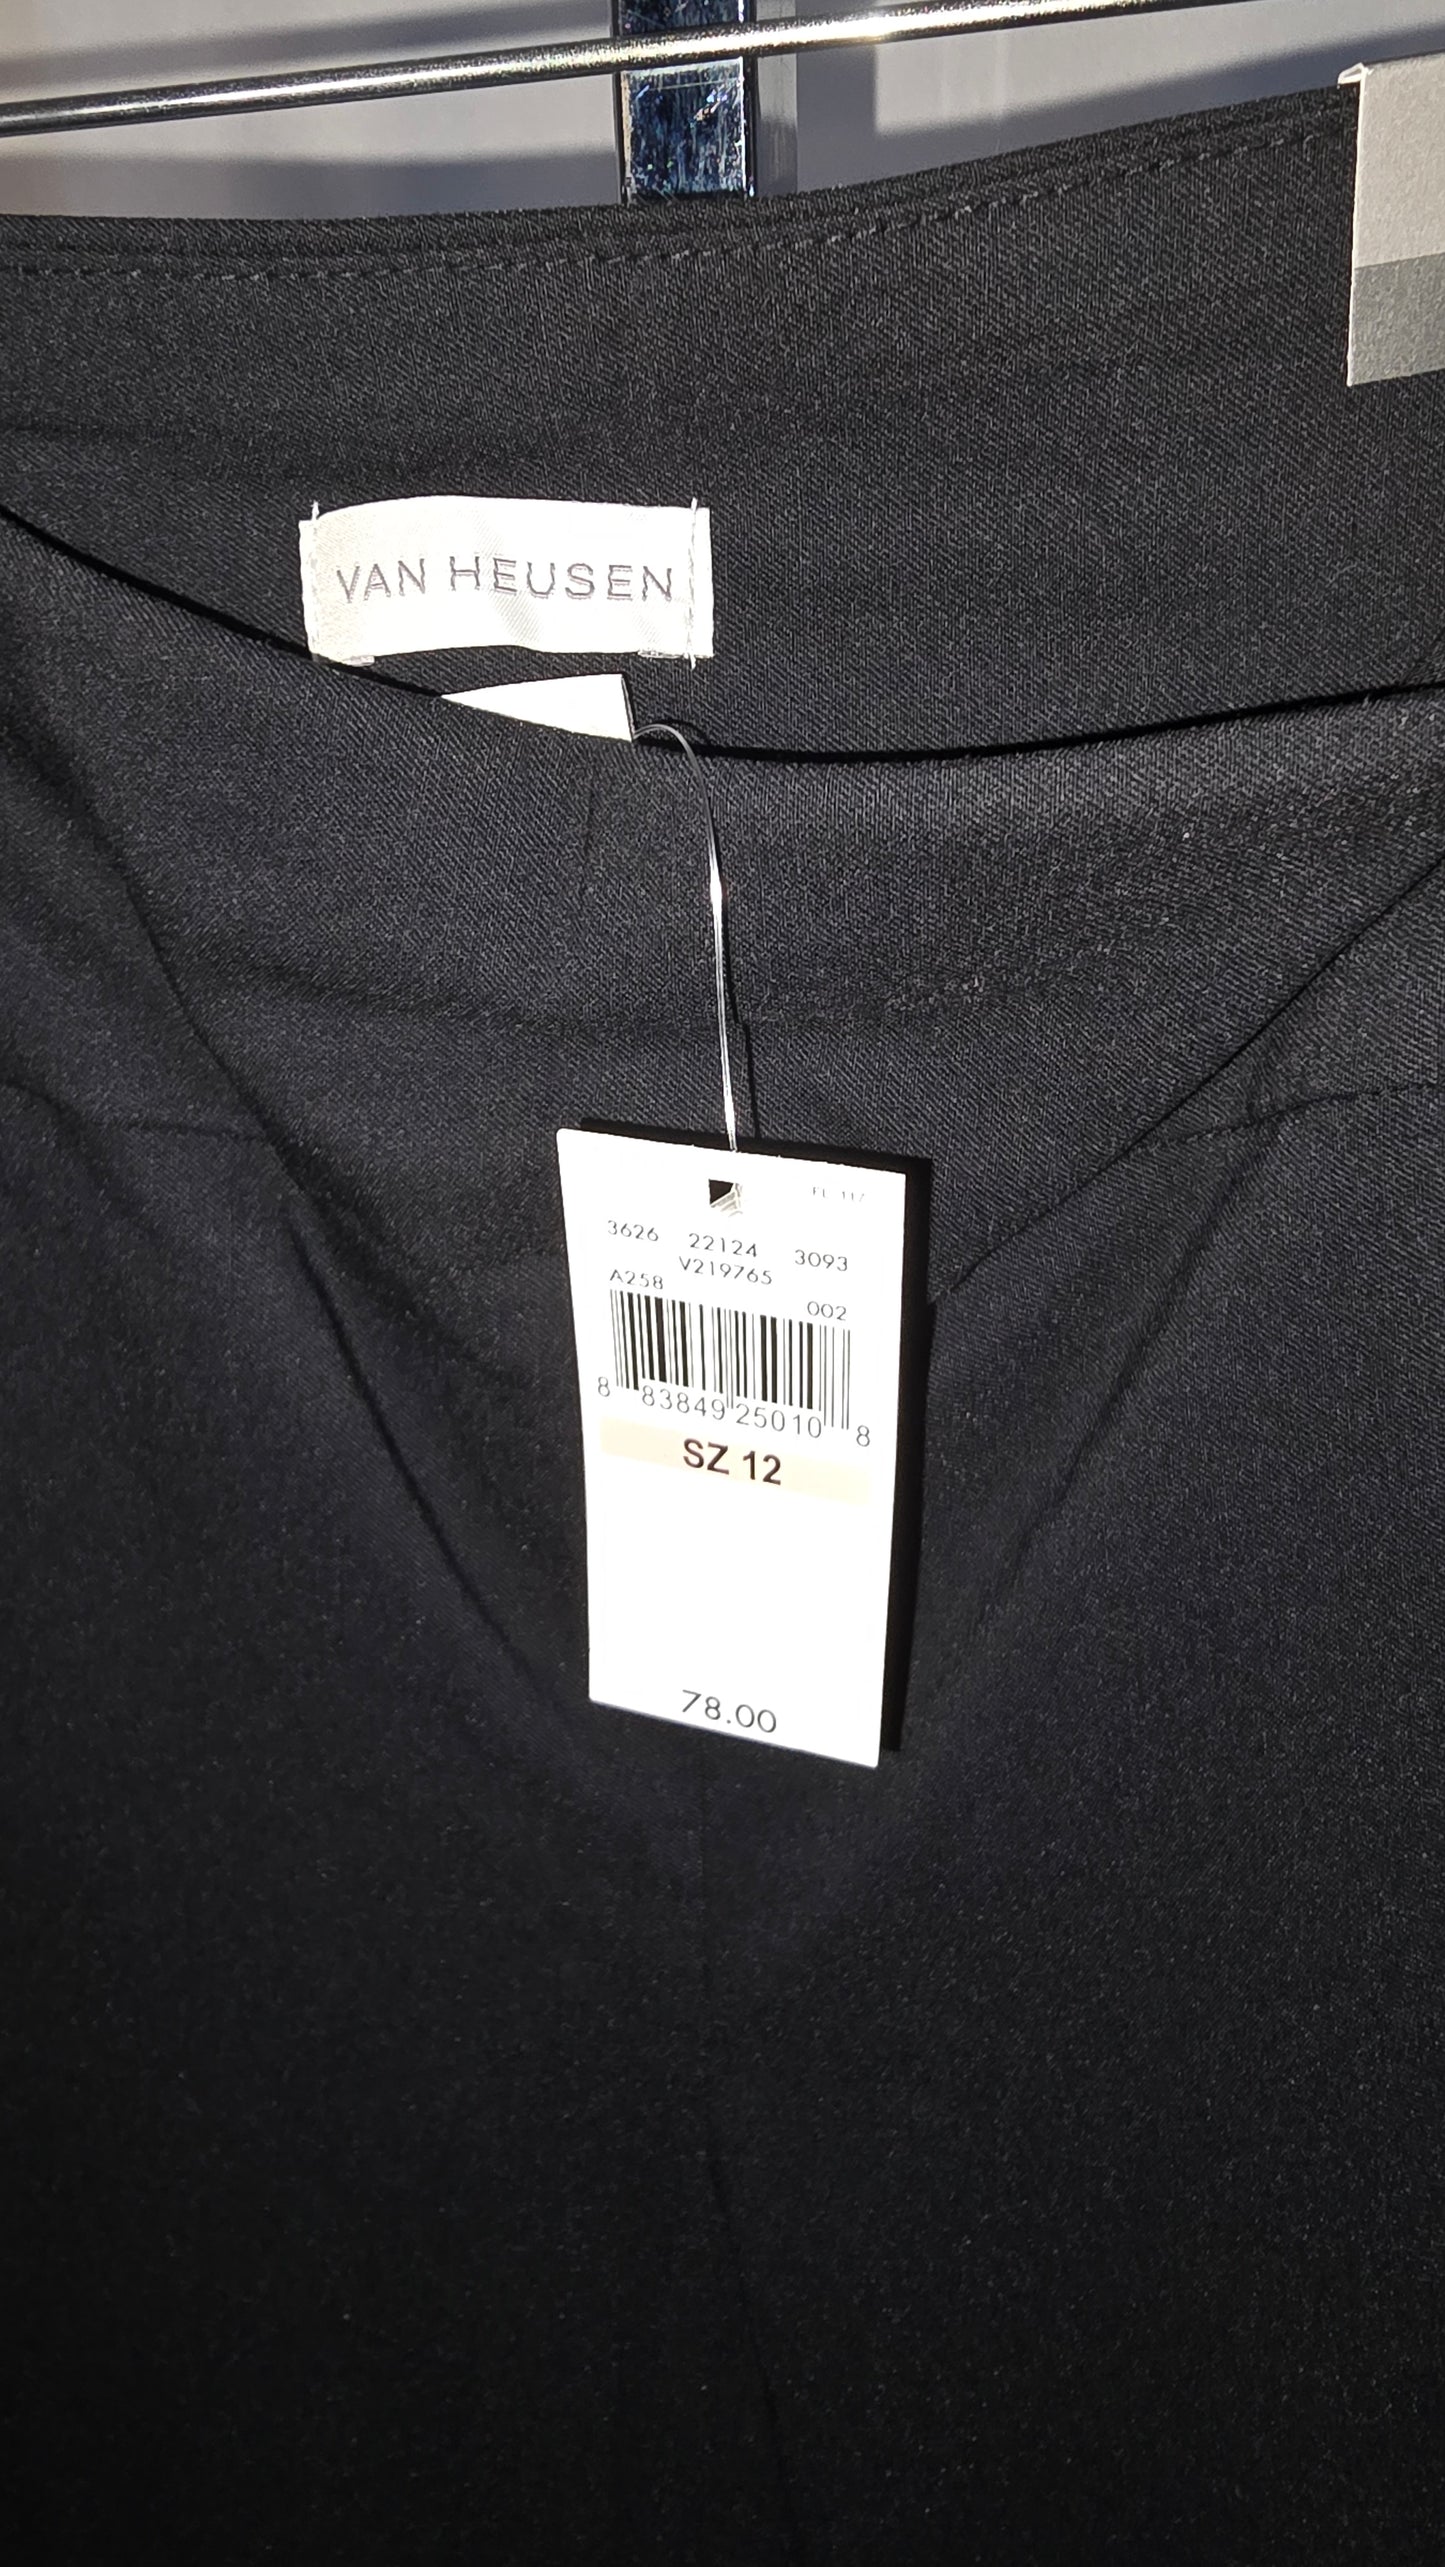 VAN HEUSEN
3626 22124 3093
V219765
A258 002
8 83849 25010 8
SZ 12
78.00